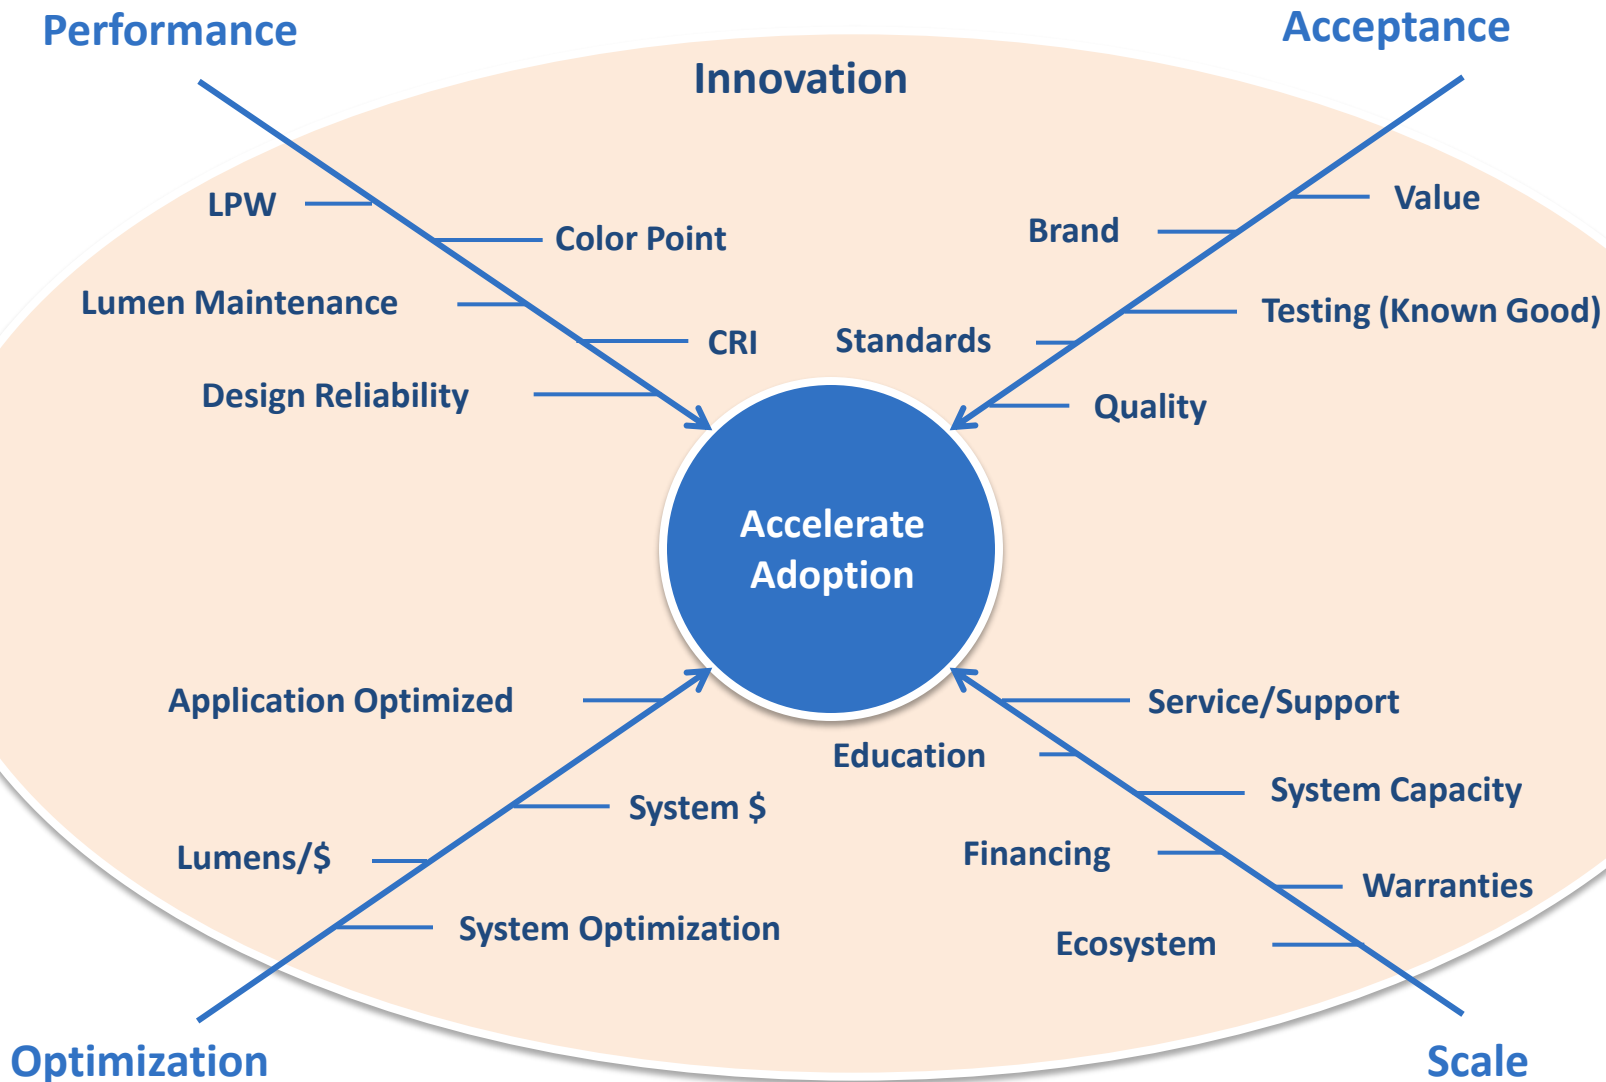 Performance
Acceptance
Innovation
LPW
Color Point
Lumen Maintenance
CRI
Design Reliability
Value
Brand
Testing (Known Good)
Standards
Quality
Accelerate
Adoption
Application Optimized
System $
Lumens/$
System Optimization
Service/Support
Education
System Capacity
Financing
Warranties
Ecosystem
Optimization
Scale